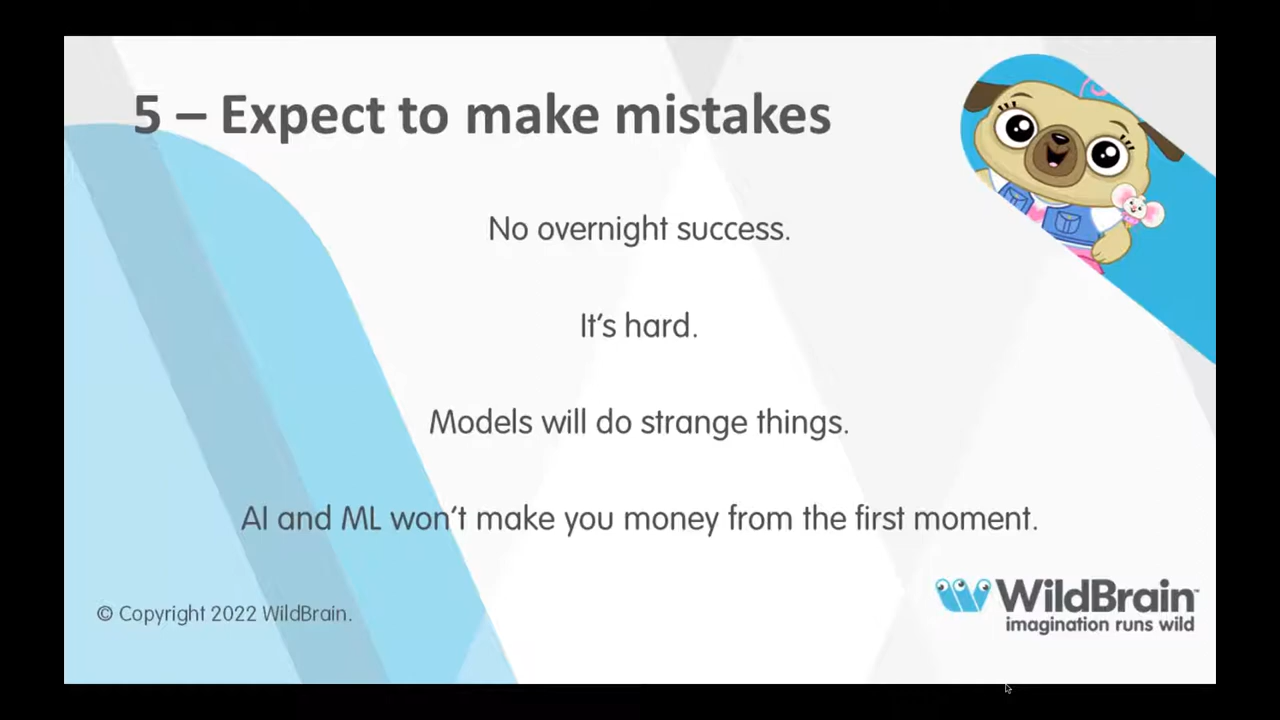 5 – Expect to make mistakes
No overnight success.
It's hard.
Models will do strange things.
AI and ML won't make you money from the first moment.
© Copyright 2022 WildBrain.
WildBrain™
imagination runs wild